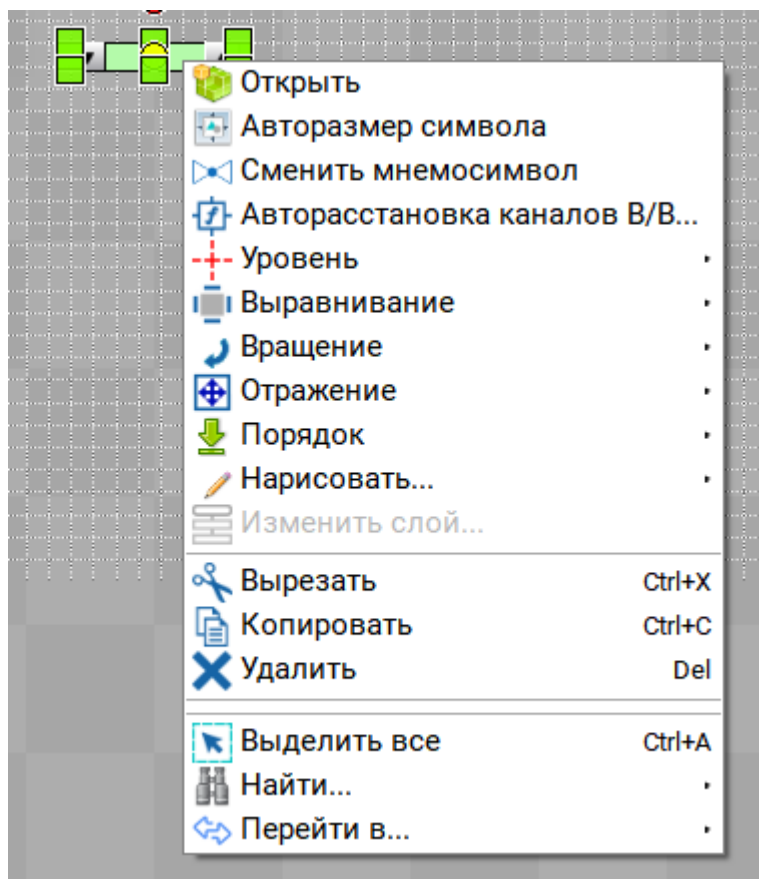 Открыть
Авторазмер символа
Сменить мнемосимвол
Авторасстановка каналов В/В...
Уровень
Выравнивание
Вращение
Отражение
Порядок
Нарисовать...
Изменить слой...
Вырезать Ctrl+X
Копировать Ctrl+C
Удалить Del
Выделить все Ctrl+A
Найти...
Перейти в...